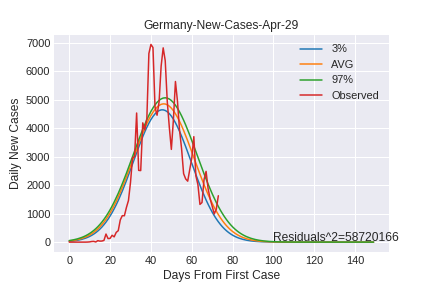 Germany-New-Cases-Apr-29
7000
6000
5000
4000
3000
2000
1000
0
Daily New Cases
3%
AVG
97%
Observed
Residuals^2=58720166
0 20 40 60 80 100 120 140
Days From First Case